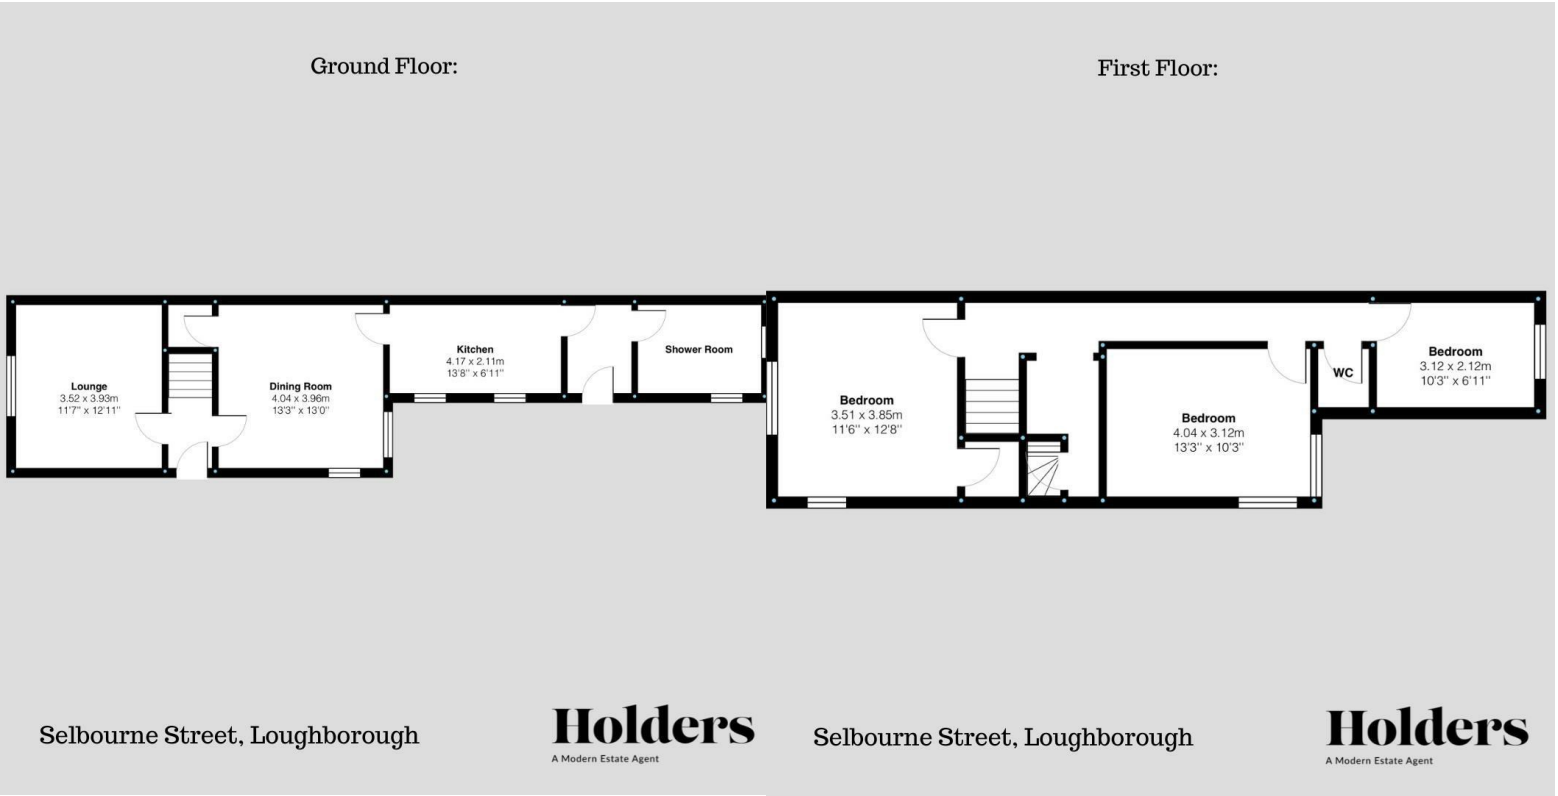 Ground Floor:
Lounge
3.52 x 3.93m
11'7" x 12'11"
Dining Room
4.04 x 3.96m
13'3" x 13'0"
Kitchen
4.17 x 2.11m
13'8" x 6'11"
Shower Room
Selbourne Street, Loughborough
Holders
A Modern Estate Agent
First Floor:
Bedroom
3.51 x 3.85m
11'6" x 12'8"
Bedroom
4.04 x 3.12m
13'3" x 10'3"
WC
Bedroom
3.12 x 2.12m
10'3" x 6'11"
Selbourne Street, Loughborough
Holders
A Modern Estate Agent